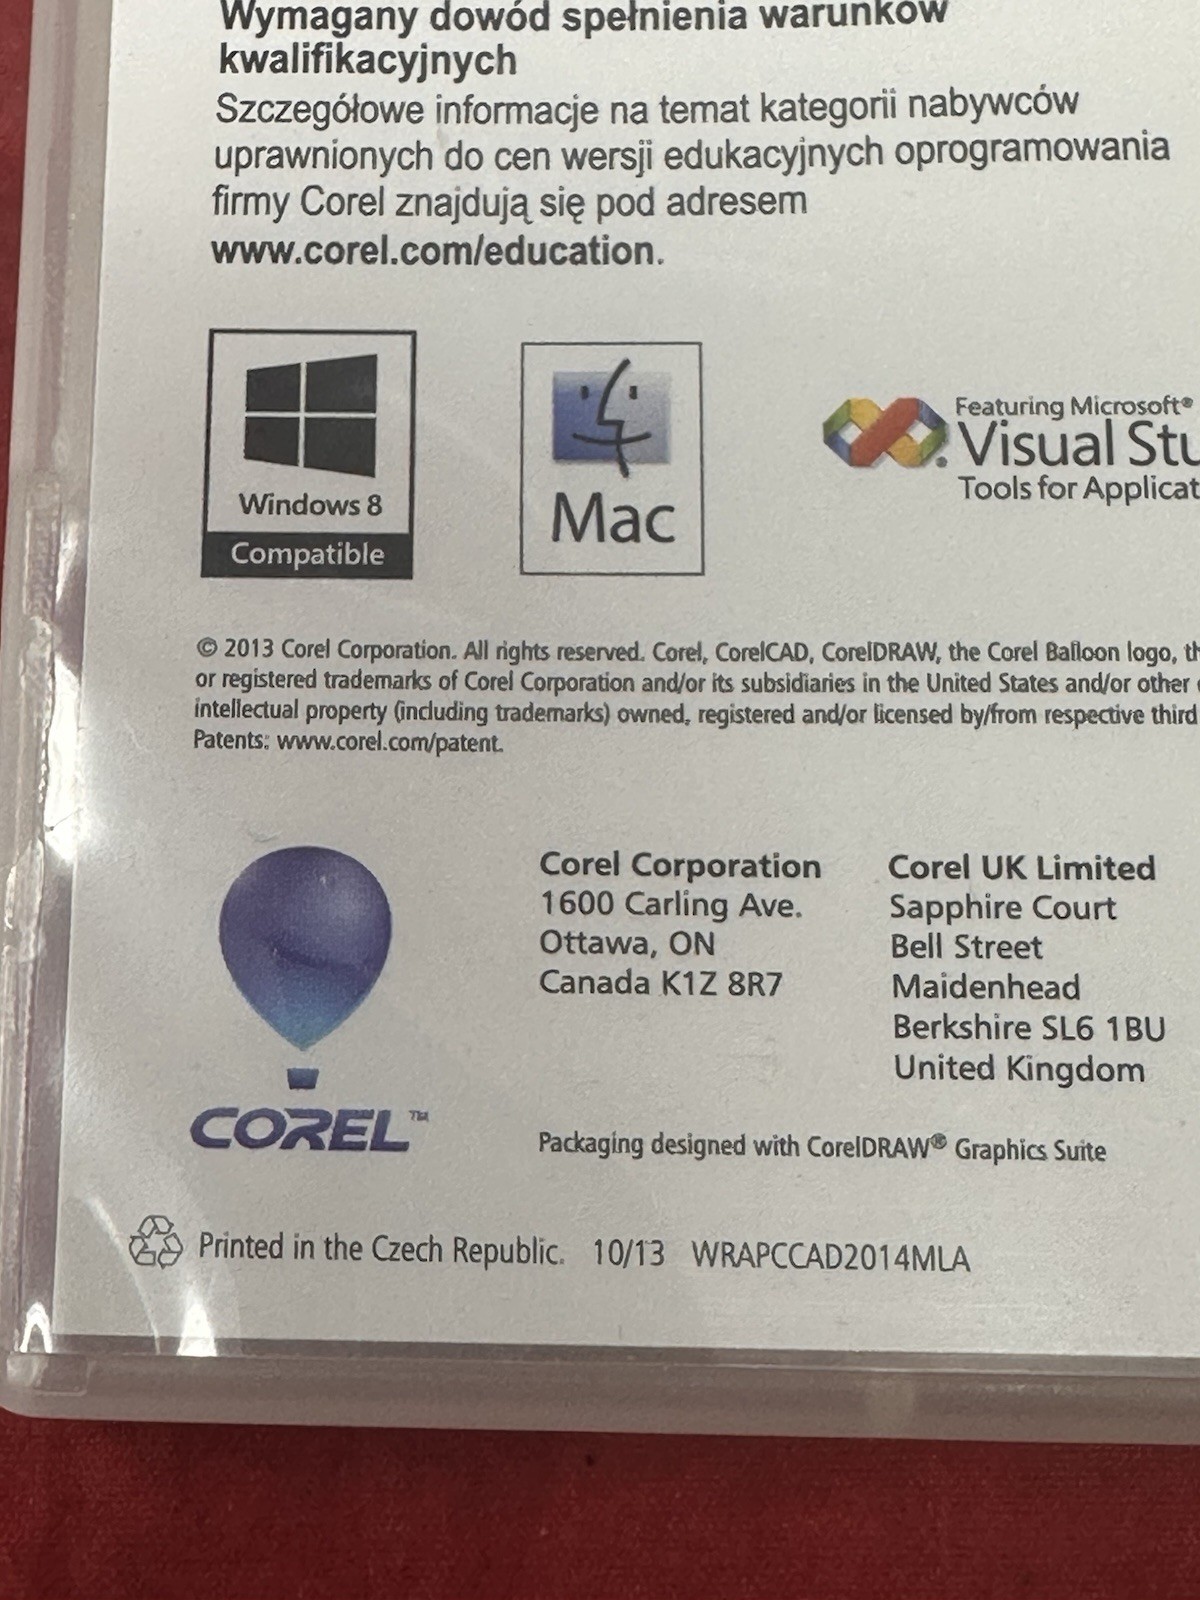 Wymagany dowód spełnienia warunków
kwalifikacyjnych
Szczegółowe informacje na temat kategorii nabywców
uprawnionych do cen wersji edukacyjnych oprogramowania
firmy Corel znajdują się pod adresem
www.corel.com/education.
Windows 8
Compatible
Mac
Featuring Microsoft®
Visual Stu
Tools for Applicat
© 2013 Corel Corporation. All rights reserved. Corel, CorelCAD, CorelDRAW, the Corel Balloon logo, th
or registered trademarks of Corel Corporation and/or its subsidiaries in the United States and/or other
intellectual property (including trademarks) owned, registered and/or licensed by/from respective third
Patents: www.corel.com/patent.
Corel Corporation
1600 Carling Ave.
Ottawa, ON
Canada K1Z 8R7
Corel UK Limited
Sapphire Court
Bell Street
Maidenhead
Berkshire SL6 1BU
United Kingdom
COREL™
Packaging designed with CorelDRAW® Graphics Suite
Printed in the Czech Republic. 10/13 WRAPCCAD2014MLA